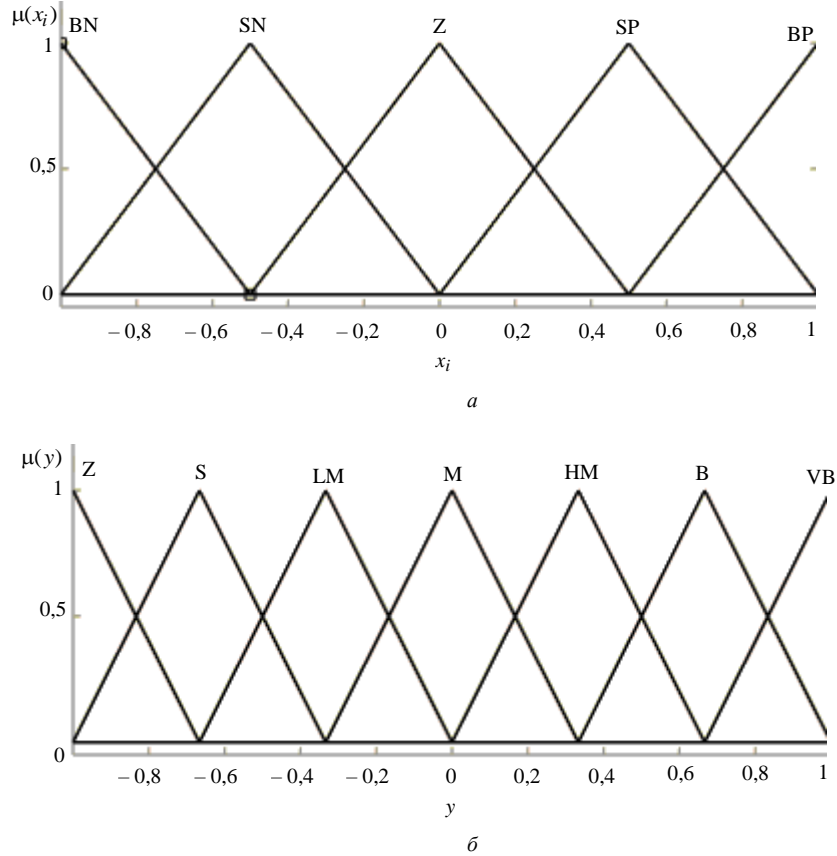 μ(xᵢ)
BN SN Z SP BP
1
0,5
0
– 0,8 – 0,6 – 0,4 – 0,2 0 0,2 0,4 0,6 0,8 1
xᵢ
а
μ(y)
Z S LM M HM B VB
1
0,5
0
– 0,8 – 0,6 – 0,4 – 0,2 0 0,2 0,4 0,6 0,8 1
y
б